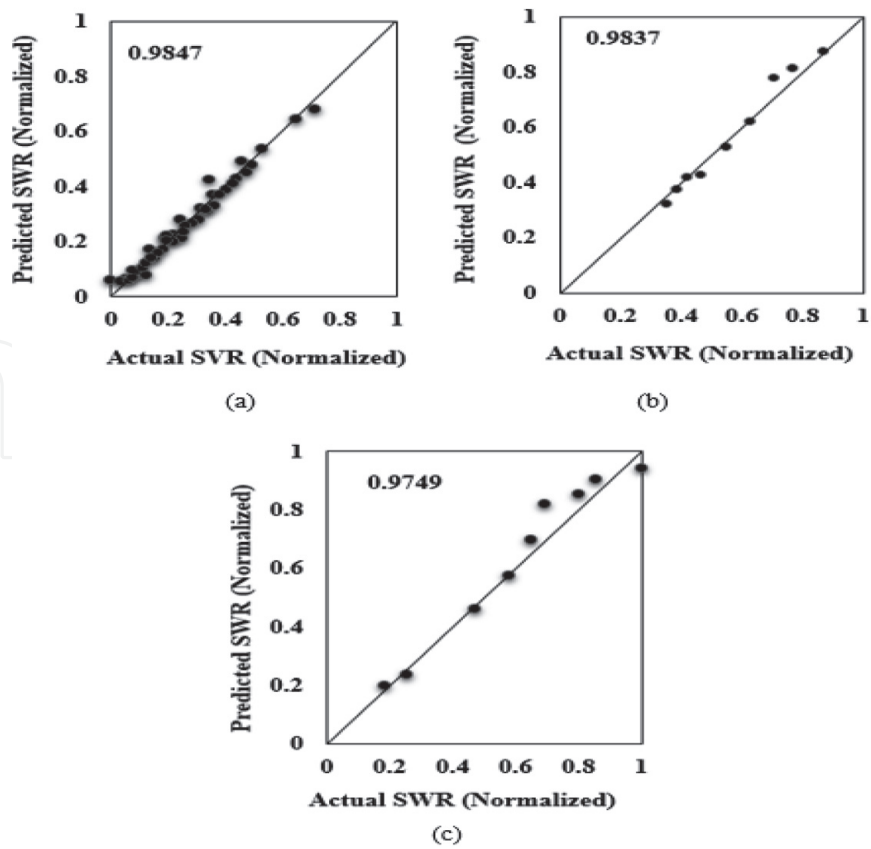 1
0.9847
0.8
0.6
0.4
0.2
0
Predicted SWR (Normalized)
0 0.2 0.4 0.6 0.8 1
Actual SVR (Normalized)
(a)
1
0.9837
0.8
0.6
0.4
0.2
0
Predicted SWR (Normalized)
0 0.2 0.4 0.6 0.8 1
Actual SWR (Normalized)
(b)
1
0.9749
0.8
0.6
0.4
0.2
0
Predicted SWR (Normalized)
0 0.2 0.4 0.6 0.8 1
Actual SWR (Normalized)
(c)